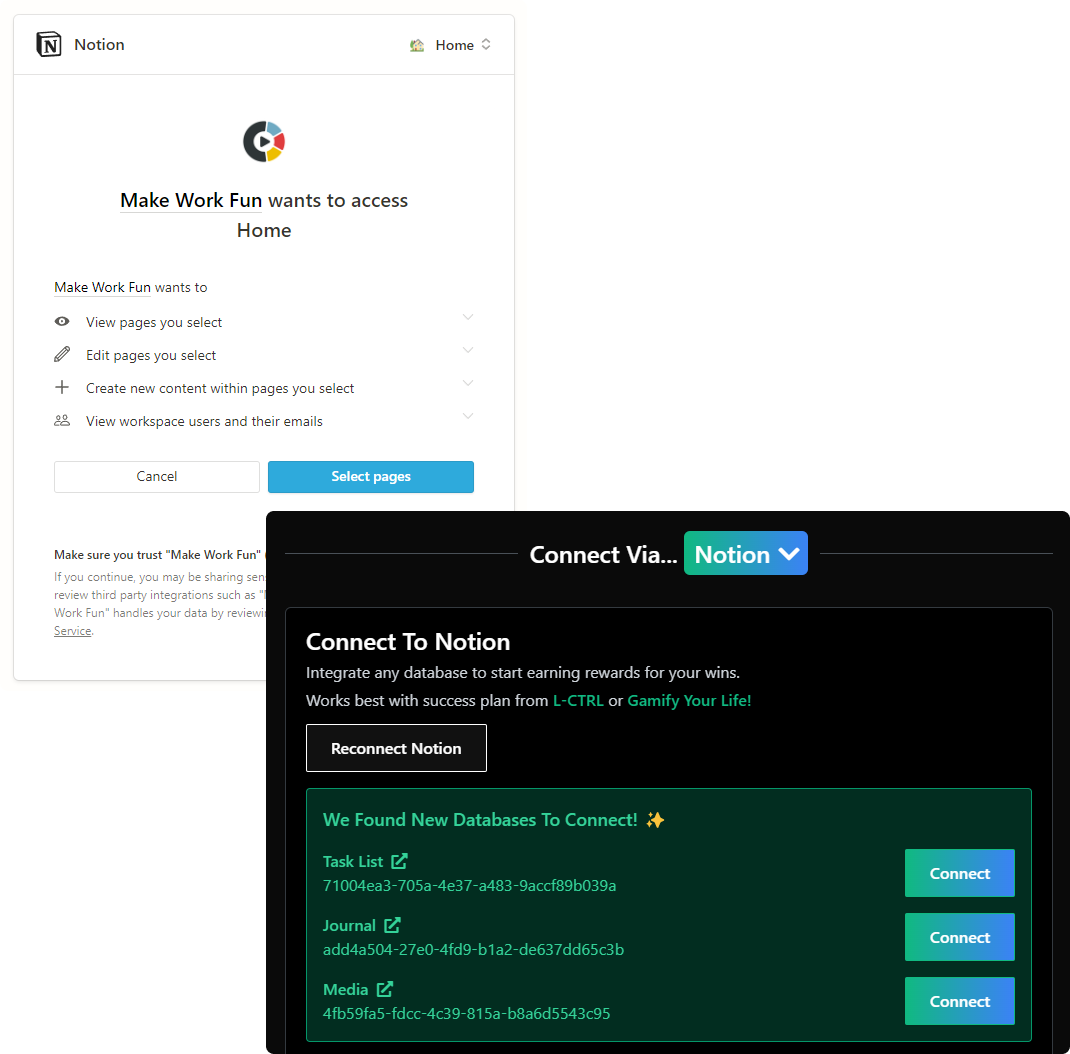 Notion
Home
Make Work Fun wants to access
Home
Make Work Fun wants to
View pages you select
Edit pages you select
Create new content within pages you select
View workspace users and their emails
Cancel
Select pages
Make sure you trust "Make Work Fun"
If you continue, you may be sharing sens
review third party integrations such as "
Work Fun" handles your data by reviewin
Service.
Connect Via...
Notion
Connect To Notion
Integrate any database to start earning rewards for your wins.
Works best with success plan from L-CTRL or Gamify Your Life!
Reconnect Notion
We Found New Databases To Connect! ✨
Task List
71004ea3-705a-4e37-a483-9accf89b039a
Connect
Journal
add4a504-27e0-4fd9-b1a2-de637dd65c3b
Connect
Media
4fb59fa5-fdcc-4c39-815a-b8a6d5543c95
Connect